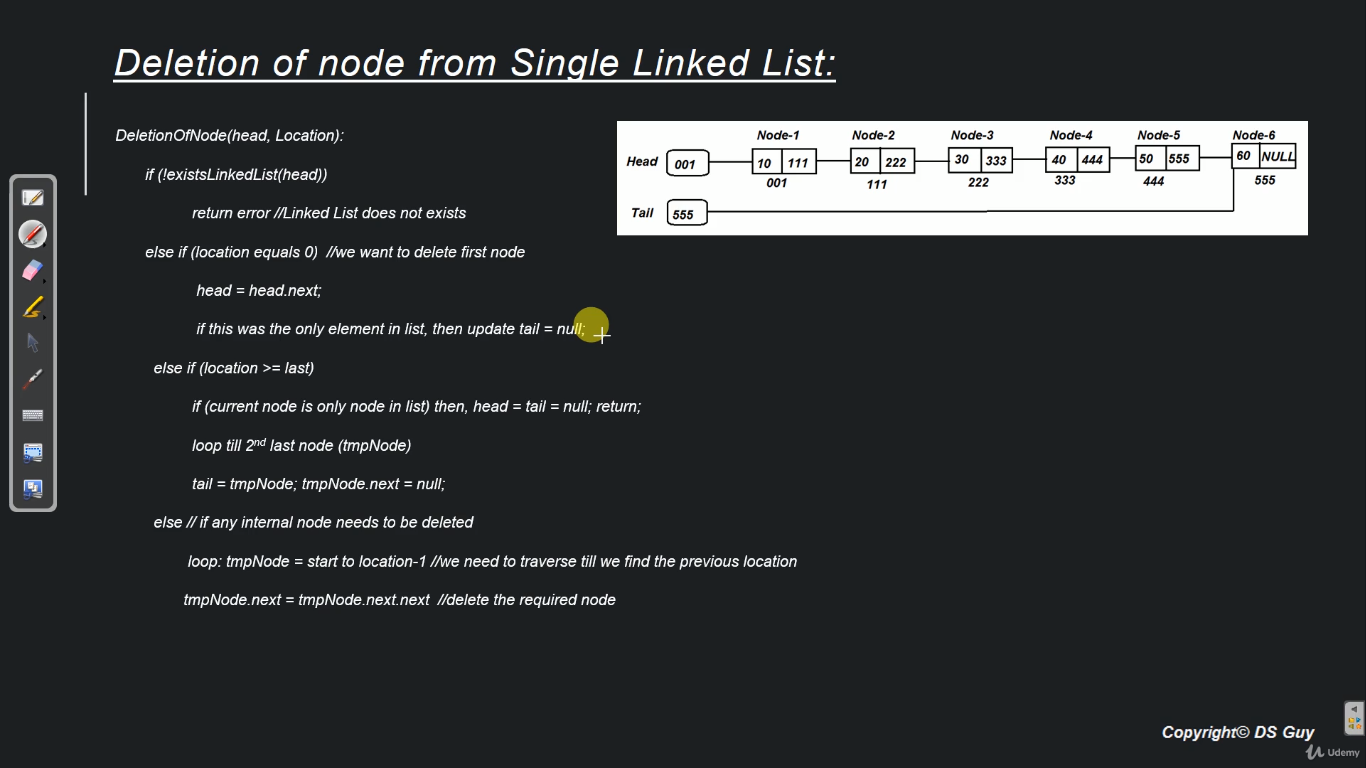 Deletion of node from Single Linked List:
DeletionOfNode(head, Location):
if (!existsLinkedList(head))
return error //Linked List does not exists
else if (location equals 0) //we want to delete first node
head = head.next;
if this was the only element in list, then update tail = null;
else if (location >= last)
if (current node is only node in list) then, head = tail = null; return;
loop till 2nd last node (tmpNode)
tail = tmpNode; tmpNode.next = null;
else // if any internal node needs to be deleted
loop: tmpNode = start to location-1 //we need to traverse till we find the previous location
tmpNode.next = tmpNode.next.next //delete the required node
Node-1 Node-2 Node-3 Node-4 Node-5 Node-6
Head 001 10 111 20 222 30 333 40 444 50 555 60 NULL
001 111 222 333 444 555
Tail 555
Copyright© DS Guy
Udemy